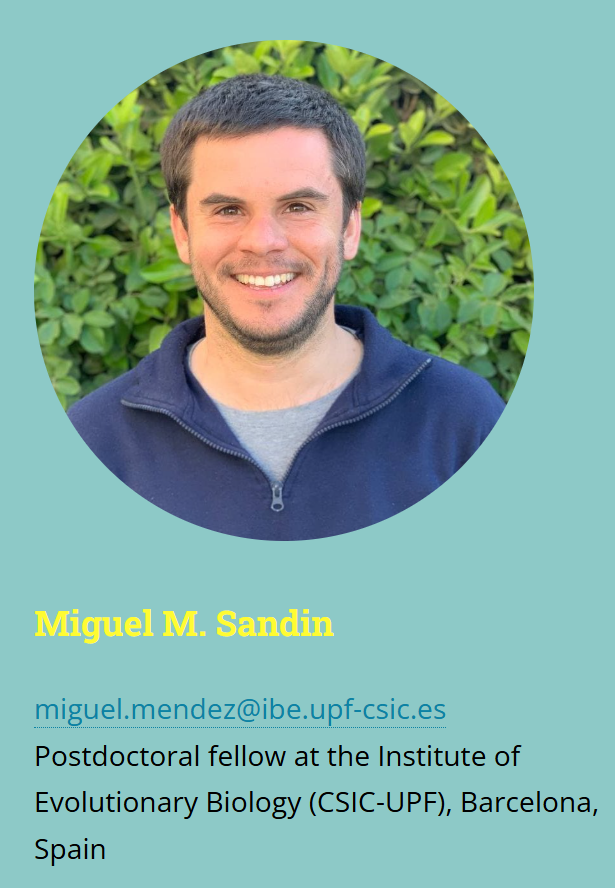 Miguel M. Sandin
miguel.mendez@ibe.upf-csic.es
Postdoctoral fellow at the Institute of
Evolutionary Biology (CSIC-UPF), Barcelona,
Spain